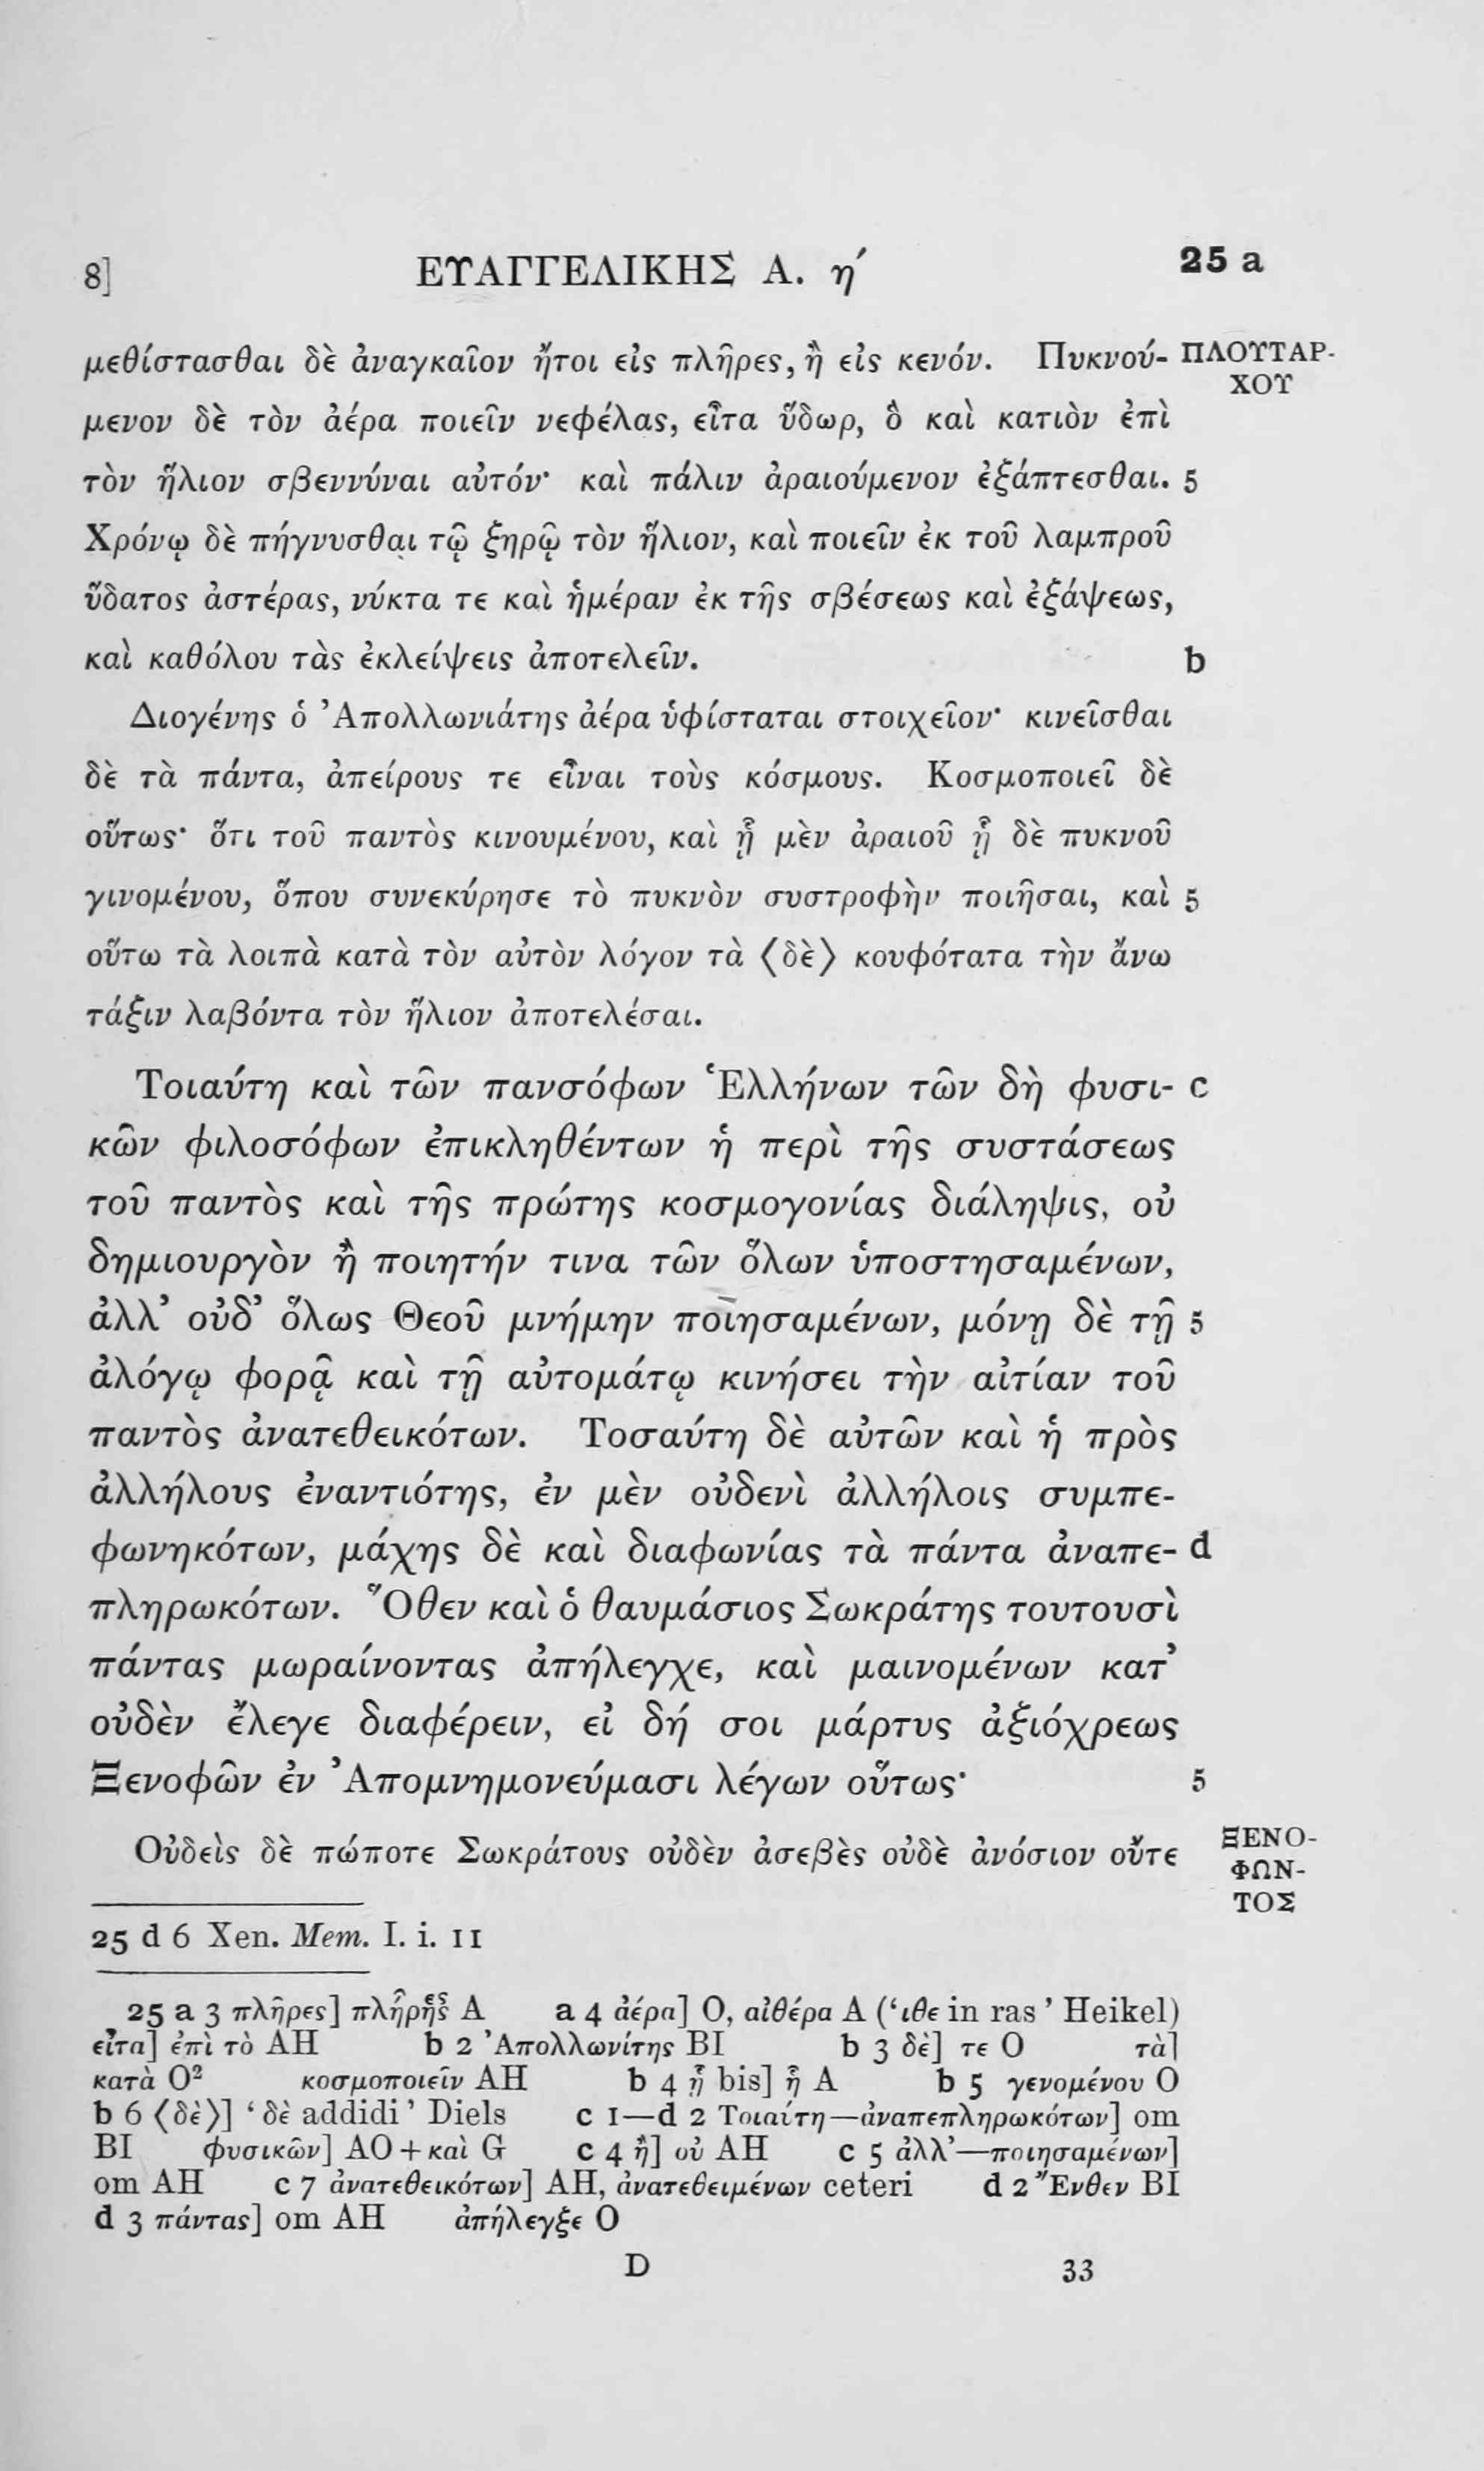 8] ΕΥΑΓΓΕΛΙΚΗΣ Α. η΄ 25 a
μεθίστασθαι δὲ ἀναγκαῖον ἤτοι εἰς πλῆρες, ἢ εἰς κενόν. Πυκνού- ΠΛΟΥΤΑΡ-
ΧΟΥ
μενον δὲ τὸν ἀέρα ποιεῖν νεφέλας, εἶτα ὕδωρ, ὃ καὶ κατιὸν ἐπὶ
τὸν ἥλιον σβεννύναι αὐτόν· καὶ πάλιν ἀραιούμενον ἐξάπτεσθαι. 5
Χρόνῳ δὲ πήγνυσθαι τῷ ξηρῷ τὸν ἥλιον, καὶ ποιεῖν ἐκ τοῦ λαμπροῦ
ὕδατος ἀστέρας, νύκτα τε καὶ ἡμέραν ἐκ τῆς σβέσεως καὶ ἐξάψεως,
καὶ καθόλου τὰς ἐκλείψεις ἀποτελεῖν. b
Διογένης ὁ Ἀπολλωνιάτης ἀέρα ὑφίσταται στοιχεῖον· κινεῖσθαι
δὲ τὰ πάντα, ἀπείρους τε εἶναι τοὺς κόσμους. Κοσμοποιεῖ δὲ
οὕτως· ὅτι τοῦ παντὸς κινουμένου, καὶ ᾗ μὲν ἀραιοῦ ᾗ δὲ πυκνοῦ
γινομένου, ὅπου συνεκύρησε τὸ πυκνὸν συστροφὴν ποιῆσαι, καὶ 5
οὕτω τὰ λοιπὰ κατὰ τὸν αὐτὸν λόγον τὰ ⟨δὲ⟩ κουφότατα τὴν ἄνω
τάξιν λαβόντα τὸν ἥλιον ἀποτελέσαι.
Τοιαύτη καὶ τῶν πανσόφων Ἑλλήνων τῶν δὴ φυσι- c
κῶν φιλοσόφων ἐπικληθέντων ἡ περὶ τῆς συστάσεως
τοῦ παντὸς καὶ τῆς πρώτης κοσμογονίας διάληψις, οὐ
δημιουργὸν ἢ ποιητήν τινα τῶν ὅλων ὑποστησαμένων,
ἀλλ’ οὐδ’ ὅλως Θεοῦ μνήμην ποιησαμένων, μόνῃ δὲ τῇ 5
ἀλόγῳ φορᾷ καὶ τῇ αὐτομάτῳ κινήσει τὴν αἰτίαν τοῦ
παντὸς ἀνατεθεικότων. Τοσαύτη δὲ αὐτῶν καὶ ἡ πρὸς
ἀλλήλους ἐναντιότης, ἐν μὲν οὐδενὶ ἀλλήλοις συμπε-
φωνηκότων, μάχης δὲ καὶ διαφωνίας τὰ πάντα ἀναπε- d
πληρωκότων. Ὅθεν καὶ ὁ θαυμάσιος Σωκράτης τουτουσὶ
πάντας μωραίνοντας ἀπήλεγχε, καὶ μαινομένων κατ’
οὐδὲν ἔλεγε διαφέρειν, εἰ δή σοι μάρτυς ἀξιόχρεως
Ξενοφῶν ἐν Ἀπομνημονεύμασι λέγων οὕτως· 5
Οὐδεὶς δὲ πώποτε Σωκράτους οὐδὲν ἀσεβὲς οὐδὲ ἀνόσιον οὔτε ΞΕΝΟ-
ΦΩΝ-
ΤΟΣ
25 d 6 Xen. Mem. I. i. 11
25 a 3 πλῆρες] πλῆρῆς Α a 4 ἀέρα] O, αἰθέρα A (‘ιθε in ras’ Heikel)
εἶτα] ἐπὶ τὸ AH b 2 Ἀπολλωνίτης BI b 3 δὲ] τε O τὰ]
κατὰ O² κοσμοποιεῖν AH b 4 ᾗ bis] ἢ A b 5 γενομένου O
b 6 ⟨δὲ⟩] ‘δὲ addidi’ Diels c 1—d 2 Τοιαύτη—ἀναπεπληρωκότων] om
BI φυσικῶν] AO + καὶ G c 4 ἢ] οὐ AH c 5 ἀλλ’—ποιησαμένων]
om AH c 7 ἀνατεθεικότων] AH, ἀνατεθειμένων ceteri d 2 Ἔνθεν BI
d 3 πάντας] om AH ἀπήλεγξε O
D 33